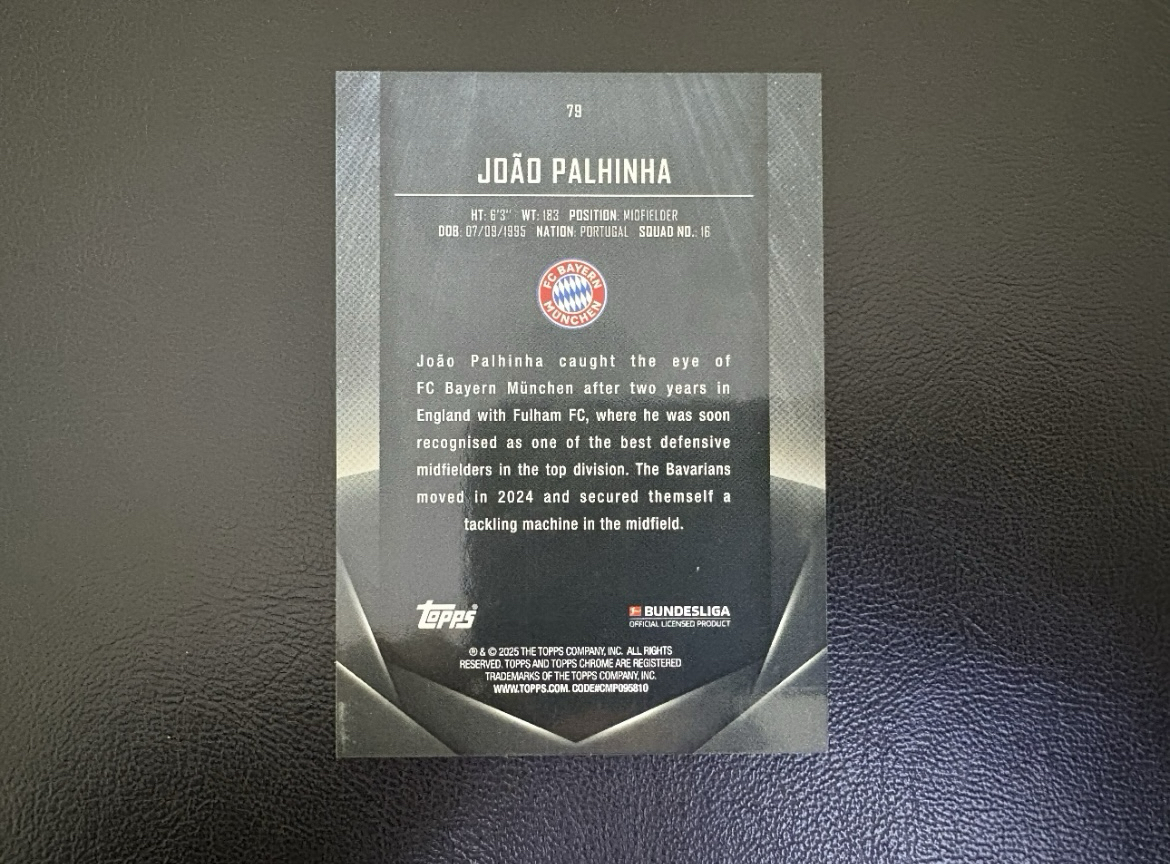 79
JOÃO PALHINHA
HT: 6'3" WT: 183 POSITION: MIDFIELDER
DOB: 07/09/1995 NATION: PORTUGAL SQUAD NO.: 16
FC BAYERN
MÜNCHEN
João Palhinha caught the eye of
FC Bayern München after two years in
England with Fulham FC, where he was soon
recognised as one of the best defensive
midfielders in the top division. The Bavarians
moved in 2024 and secured themself a
tackling machine in the midfield.
Topps®
BUNDESLIGA
OFFICIAL LICENSED PRODUCT
® & © 2025 THE TOPPS COMPANY, INC. ALL RIGHTS
RESERVED. TOPPS AND TOPPS CHROME ARE REGISTERED
TRADEMARKS OF THE TOPPS COMPANY, INC.
WWW.TOPPS.COM. CODE#CMP095810